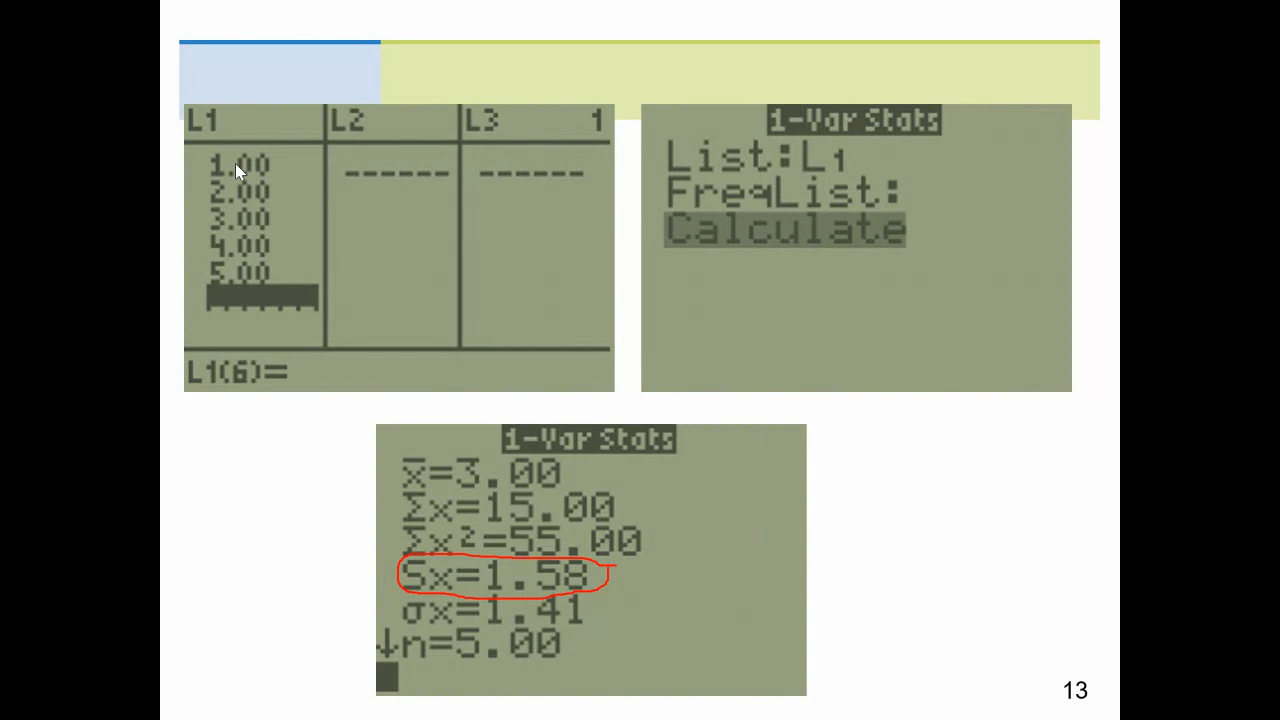 L1 L2 L3 1
1.00 ------ ------
2.00
3.00
4.00
5.00
L1(6)=
1-Var Stats
List:L1
FreqList:
Calculate
1-Var Stats
x̅=3.00
Σx=15.00
Σx²=55.00
Sx=1.58
σx=1.41
↓n=5.00
13